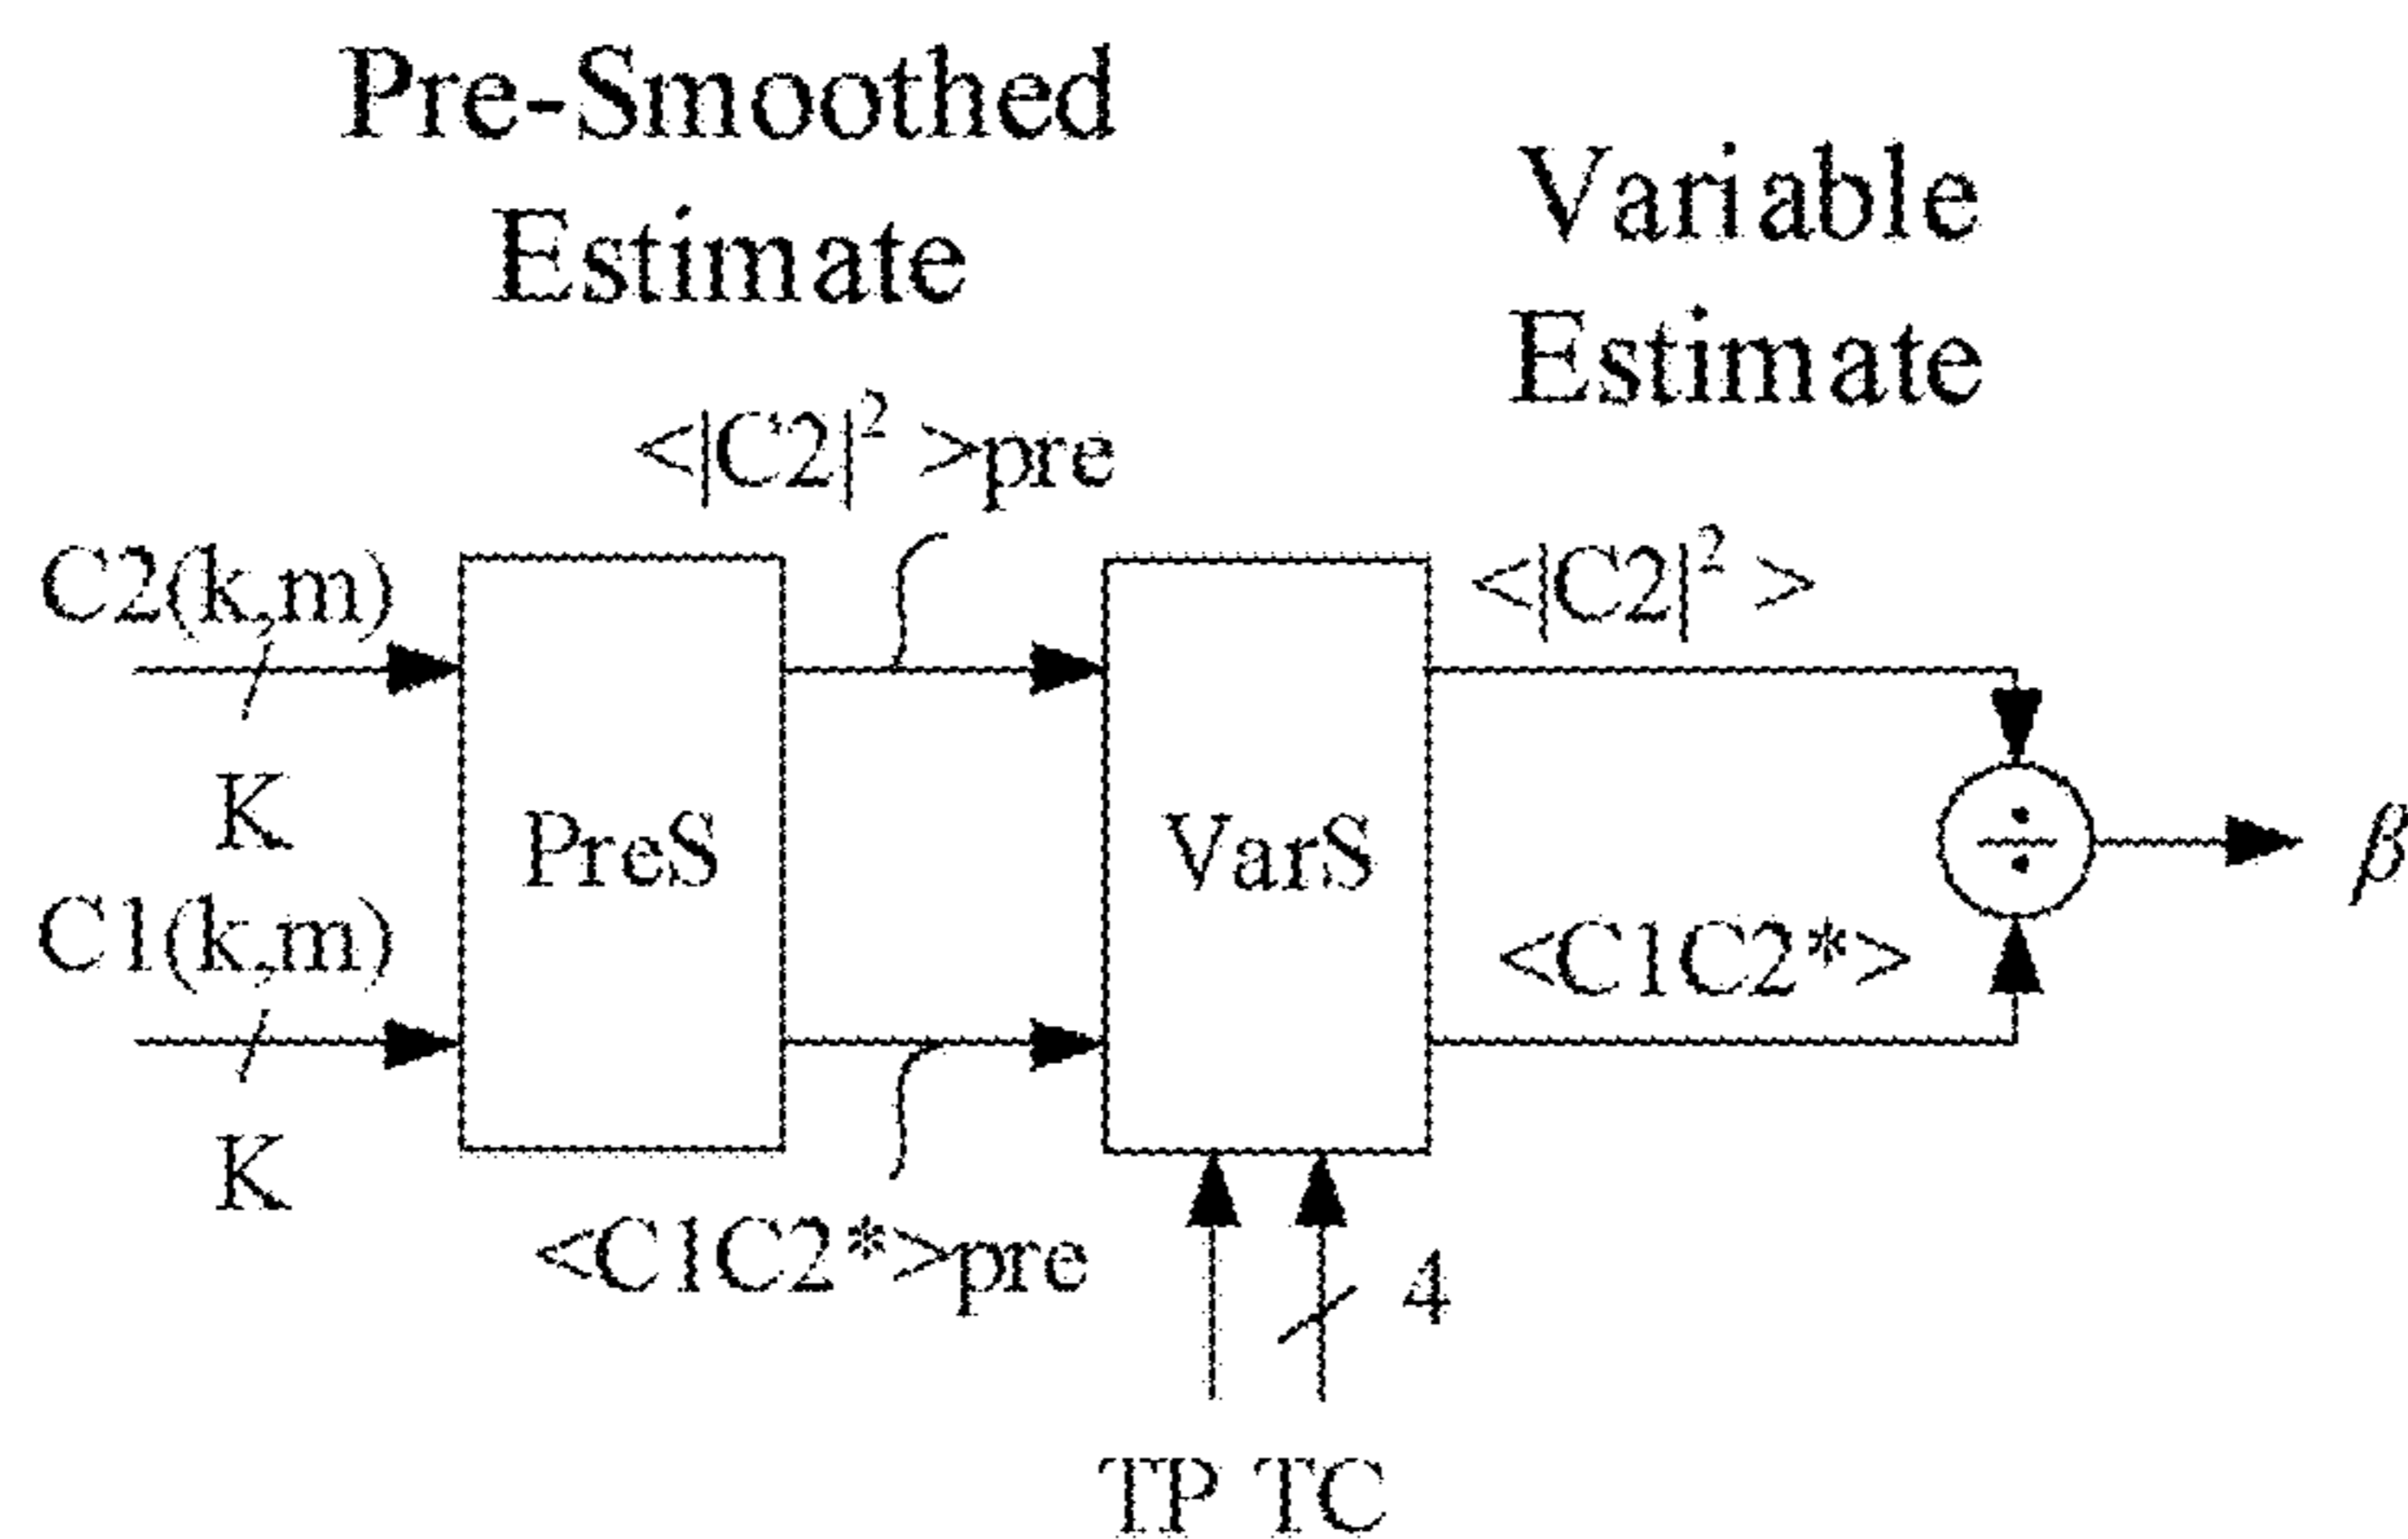 Pre-Smoothed
Estimate
Variable
Estimate
<|C2|² >pre
<|C2|² >
C2(k,m)
K
C1(k,m)
K
PreS
VarS
÷
β
<C1C2*>
<C1C2*>pre
4
TP TC